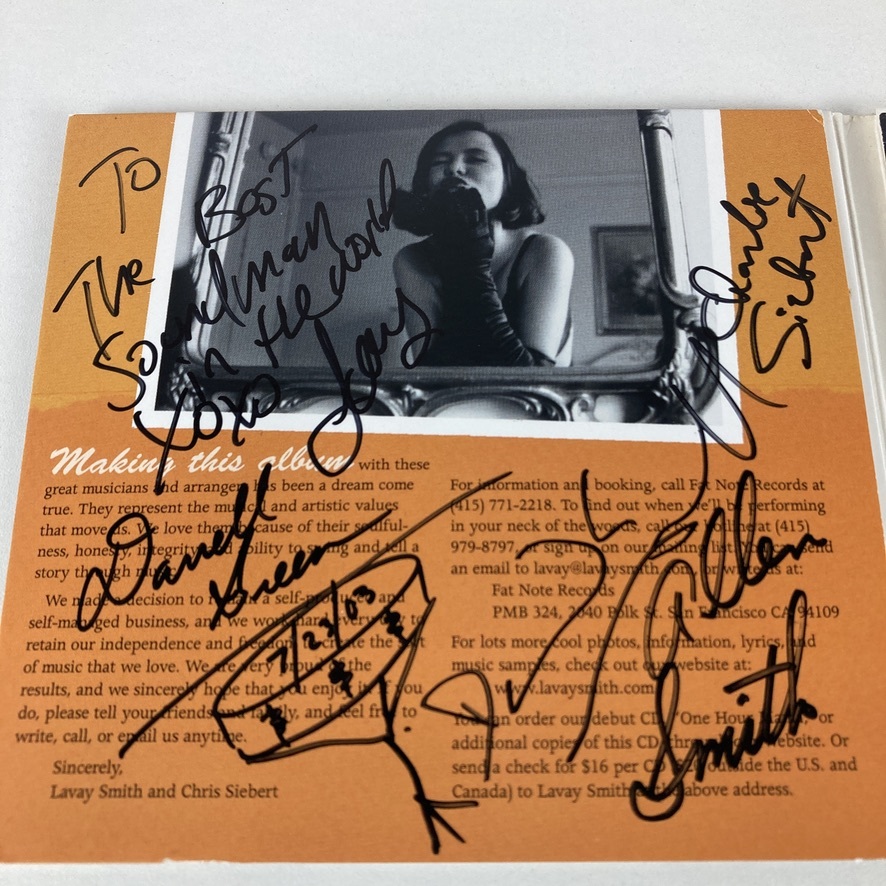 To
The Best
Soundman
in the world
xoxo Lavay
Charlie
Siebert
Making this album with these
great musicians and arrangers has been a dream come
true. They represent the musical and artistic values
that move us. We love them because of their soulful-
ness, honesty, integrity and ability to swing and tell a
story through music.
We made a decision to remain a self-produced and
self-managed business, and we work hard every day to
retain our independence and freedom to create the sort
of music that we love. We are very proud of the
results, and we sincerely hope that you enjoy it. If you
do, please tell your friends and family, and feel free to
write, call, or email us anytime.
Sincerely,
Lavay Smith and Chris Siebert
For information and booking, call Fat Note Records at
(415) 771-2218. To find out when we'll be performing
in your neck of the woods, call our hotline at (415)
979-8797, or sign up on our mailing list. You can send
an email to lavay@lavaysmith.com, or write us at:
Fat Note Records
PMB 324, 2040 Polk St. San Francisco CA 94109
For lots more cool photos, information, lyrics, and
music samples, check out our website at:
www.lavaysmith.com
You can order our debut CD, "One Hour Mama," or
additional copies of this CD through our website. Or
send a check for $16 per CD ($20 outside the U.S. and
Canada) to Lavay Smith at the above address.
Darrell
Green
7/23/03
Allen
Smith